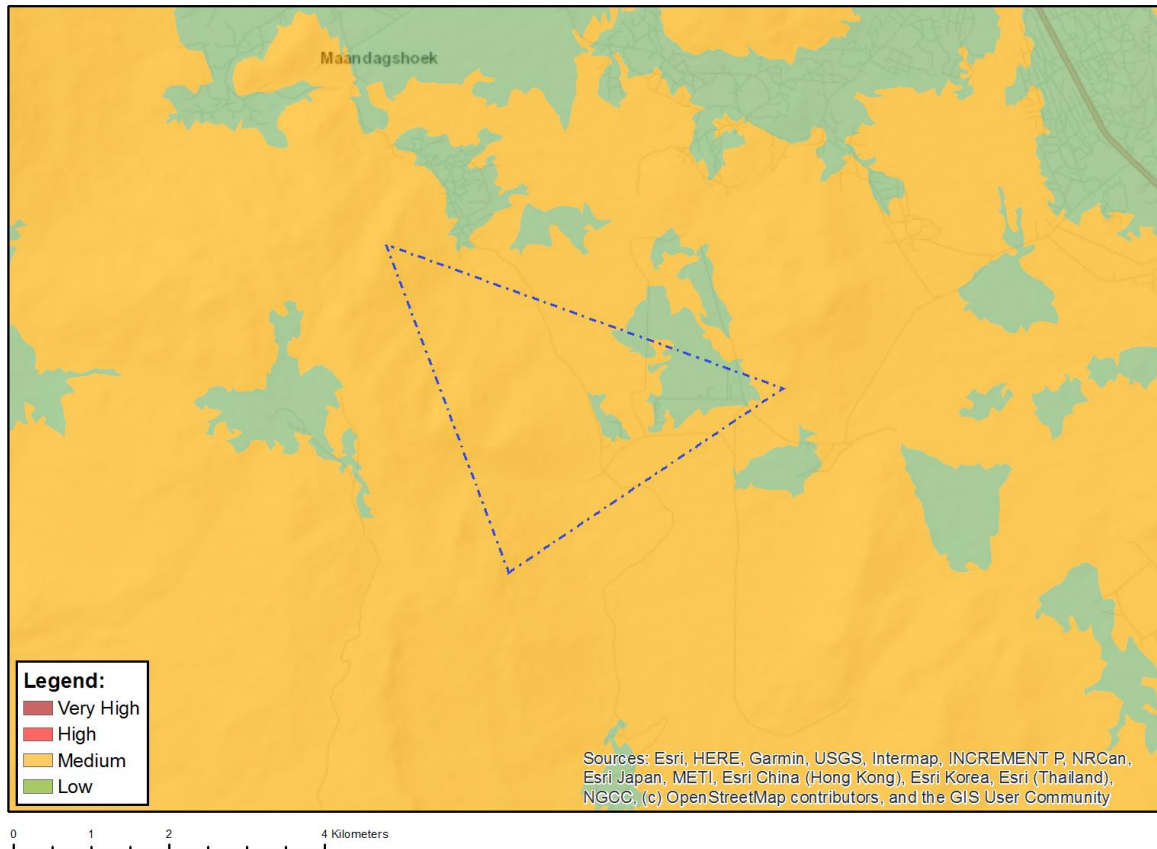 Maandagshoek
Legend:
Very High
High
Medium
Low
Sources: Esri, HERE, Garmin, USGS, Intermap, INCREMENT P, NRCan,
Esri Japan, METI, Esri China (Hong Kong), Esri Korea, Esri (Thailand),
NGCC, (c) OpenStreetMap contributors, and the GIS User Community
0 1 2 4 Kilometers